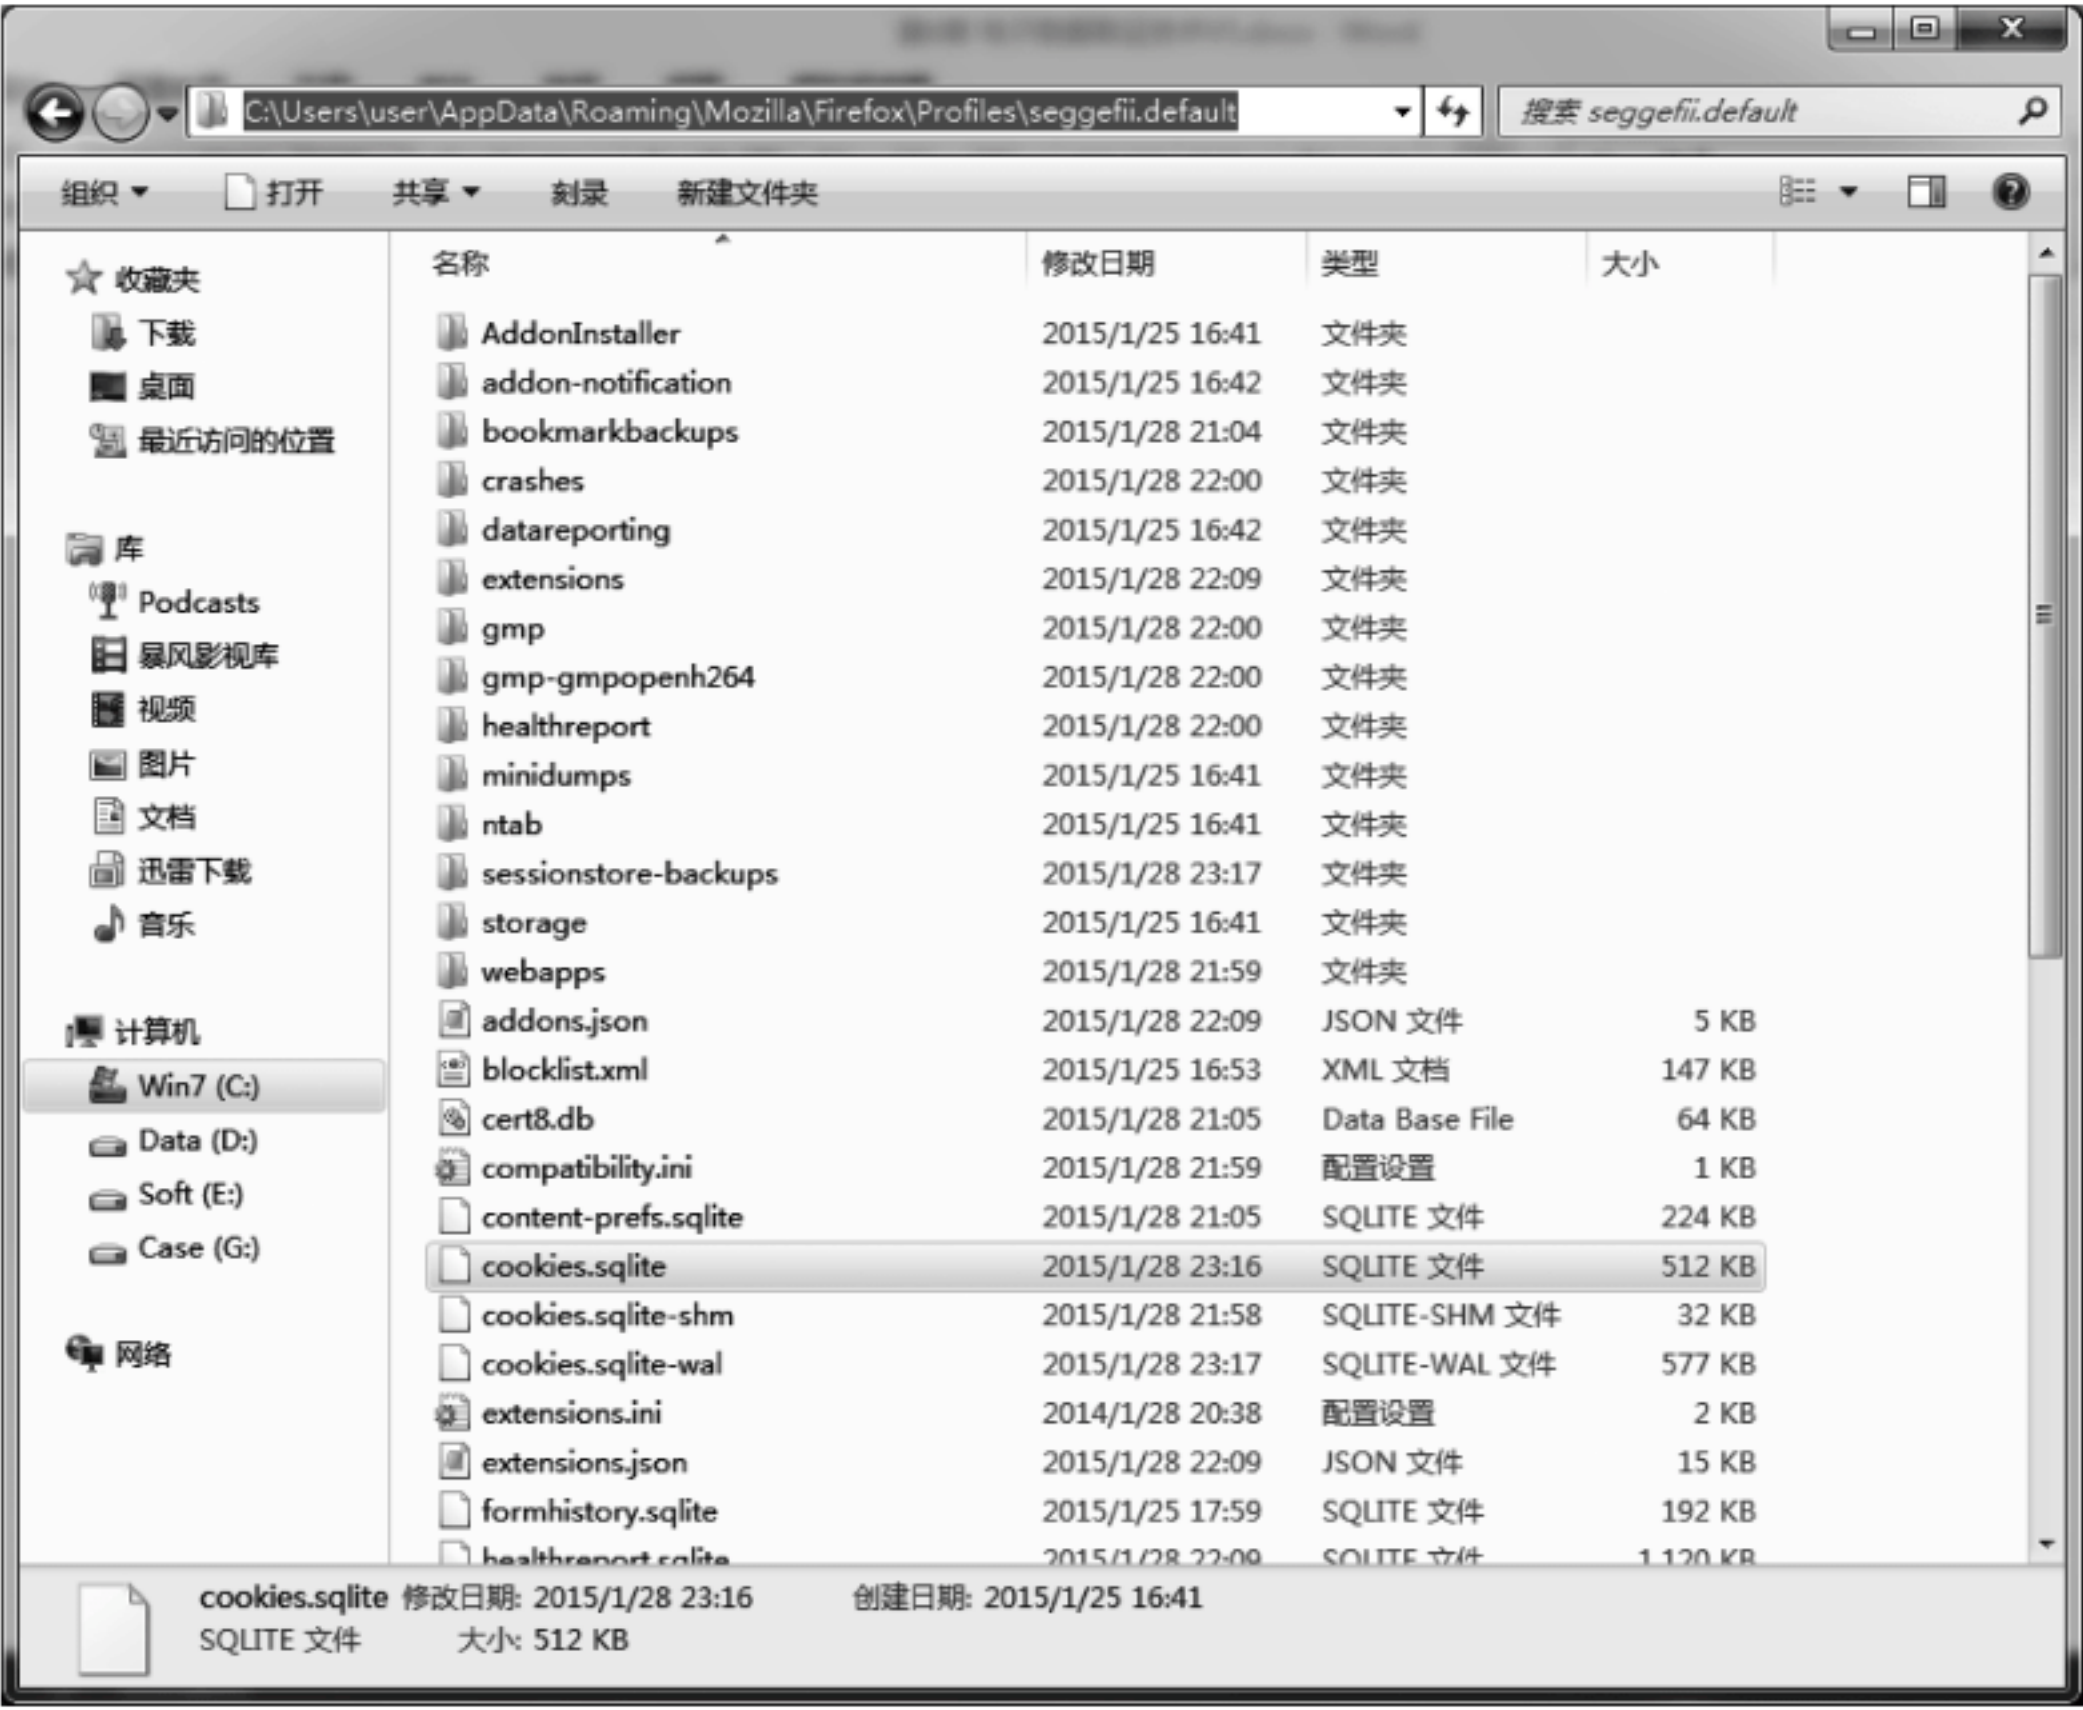 C:\Users\user\AppData\Roaming\Mozilla\Firefox\Profiles\seggefii.default
搜索 seggefii.default
组织 打开 共享 刻录 新建文件夹
收藏夹
下载
桌面
最近访问的位置
库
Podcasts
暴风影视库
视频
图片
文档
迅雷下载
音乐
计算机
Win7 (C:)
Data (D:)
Soft (E:)
Case (G:)
网络
名称 修改日期 类型 大小
AddonInstaller 2015/1/25 16:41 文件夹
addon-notification 2015/1/25 16:42 文件夹
bookmarkbackups 2015/1/28 21:04 文件夹
crashes 2015/1/28 22:00 文件夹
datareporting 2015/1/25 16:42 文件夹
extensions 2015/1/28 22:09 文件夹
gmp 2015/1/28 22:00 文件夹
gmp-gmpopenh264 2015/1/28 22:00 文件夹
healthreport 2015/1/28 22:00 文件夹
minidumps 2015/1/25 16:41 文件夹
ntab 2015/1/25 16:41 文件夹
sessionstore-backups 2015/1/28 23:17 文件夹
storage 2015/1/25 16:41 文件夹
webapps 2015/1/28 21:59 文件夹
addons.json 2015/1/28 22:09 JSON 文件 5 KB
blocklist.xml 2015/1/25 16:53 XML 文档 147 KB
cert8.db 2015/1/28 21:05 Data Base File 64 KB
compatibility.ini 2015/1/28 21:59 配置设置 1 KB
content-prefs.sqlite 2015/1/28 21:05 SQLITE 文件 224 KB
cookies.sqlite 2015/1/28 23:16 SQLITE 文件 512 KB
cookies.sqlite-shm 2015/1/28 21:58 SQLITE-SHM 文件 32 KB
cookies.sqlite-wal 2015/1/28 23:17 SQLITE-WAL 文件 577 KB
extensions.ini 2014/1/28 20:38 配置设置 2 KB
extensions.json 2015/1/28 22:09 JSON 文件 15 KB
formhistory.sqlite 2015/1/25 17:59 SQLITE 文件 192 KB
healthreport.sqlite 2015/1/28 22:09 SQLITE 文件 1,120 KB
cookies.sqlite 修改日期: 2015/1/28 23:16 创建日期: 2015/1/25 16:41
SQLITE 文件 大小: 512 KB